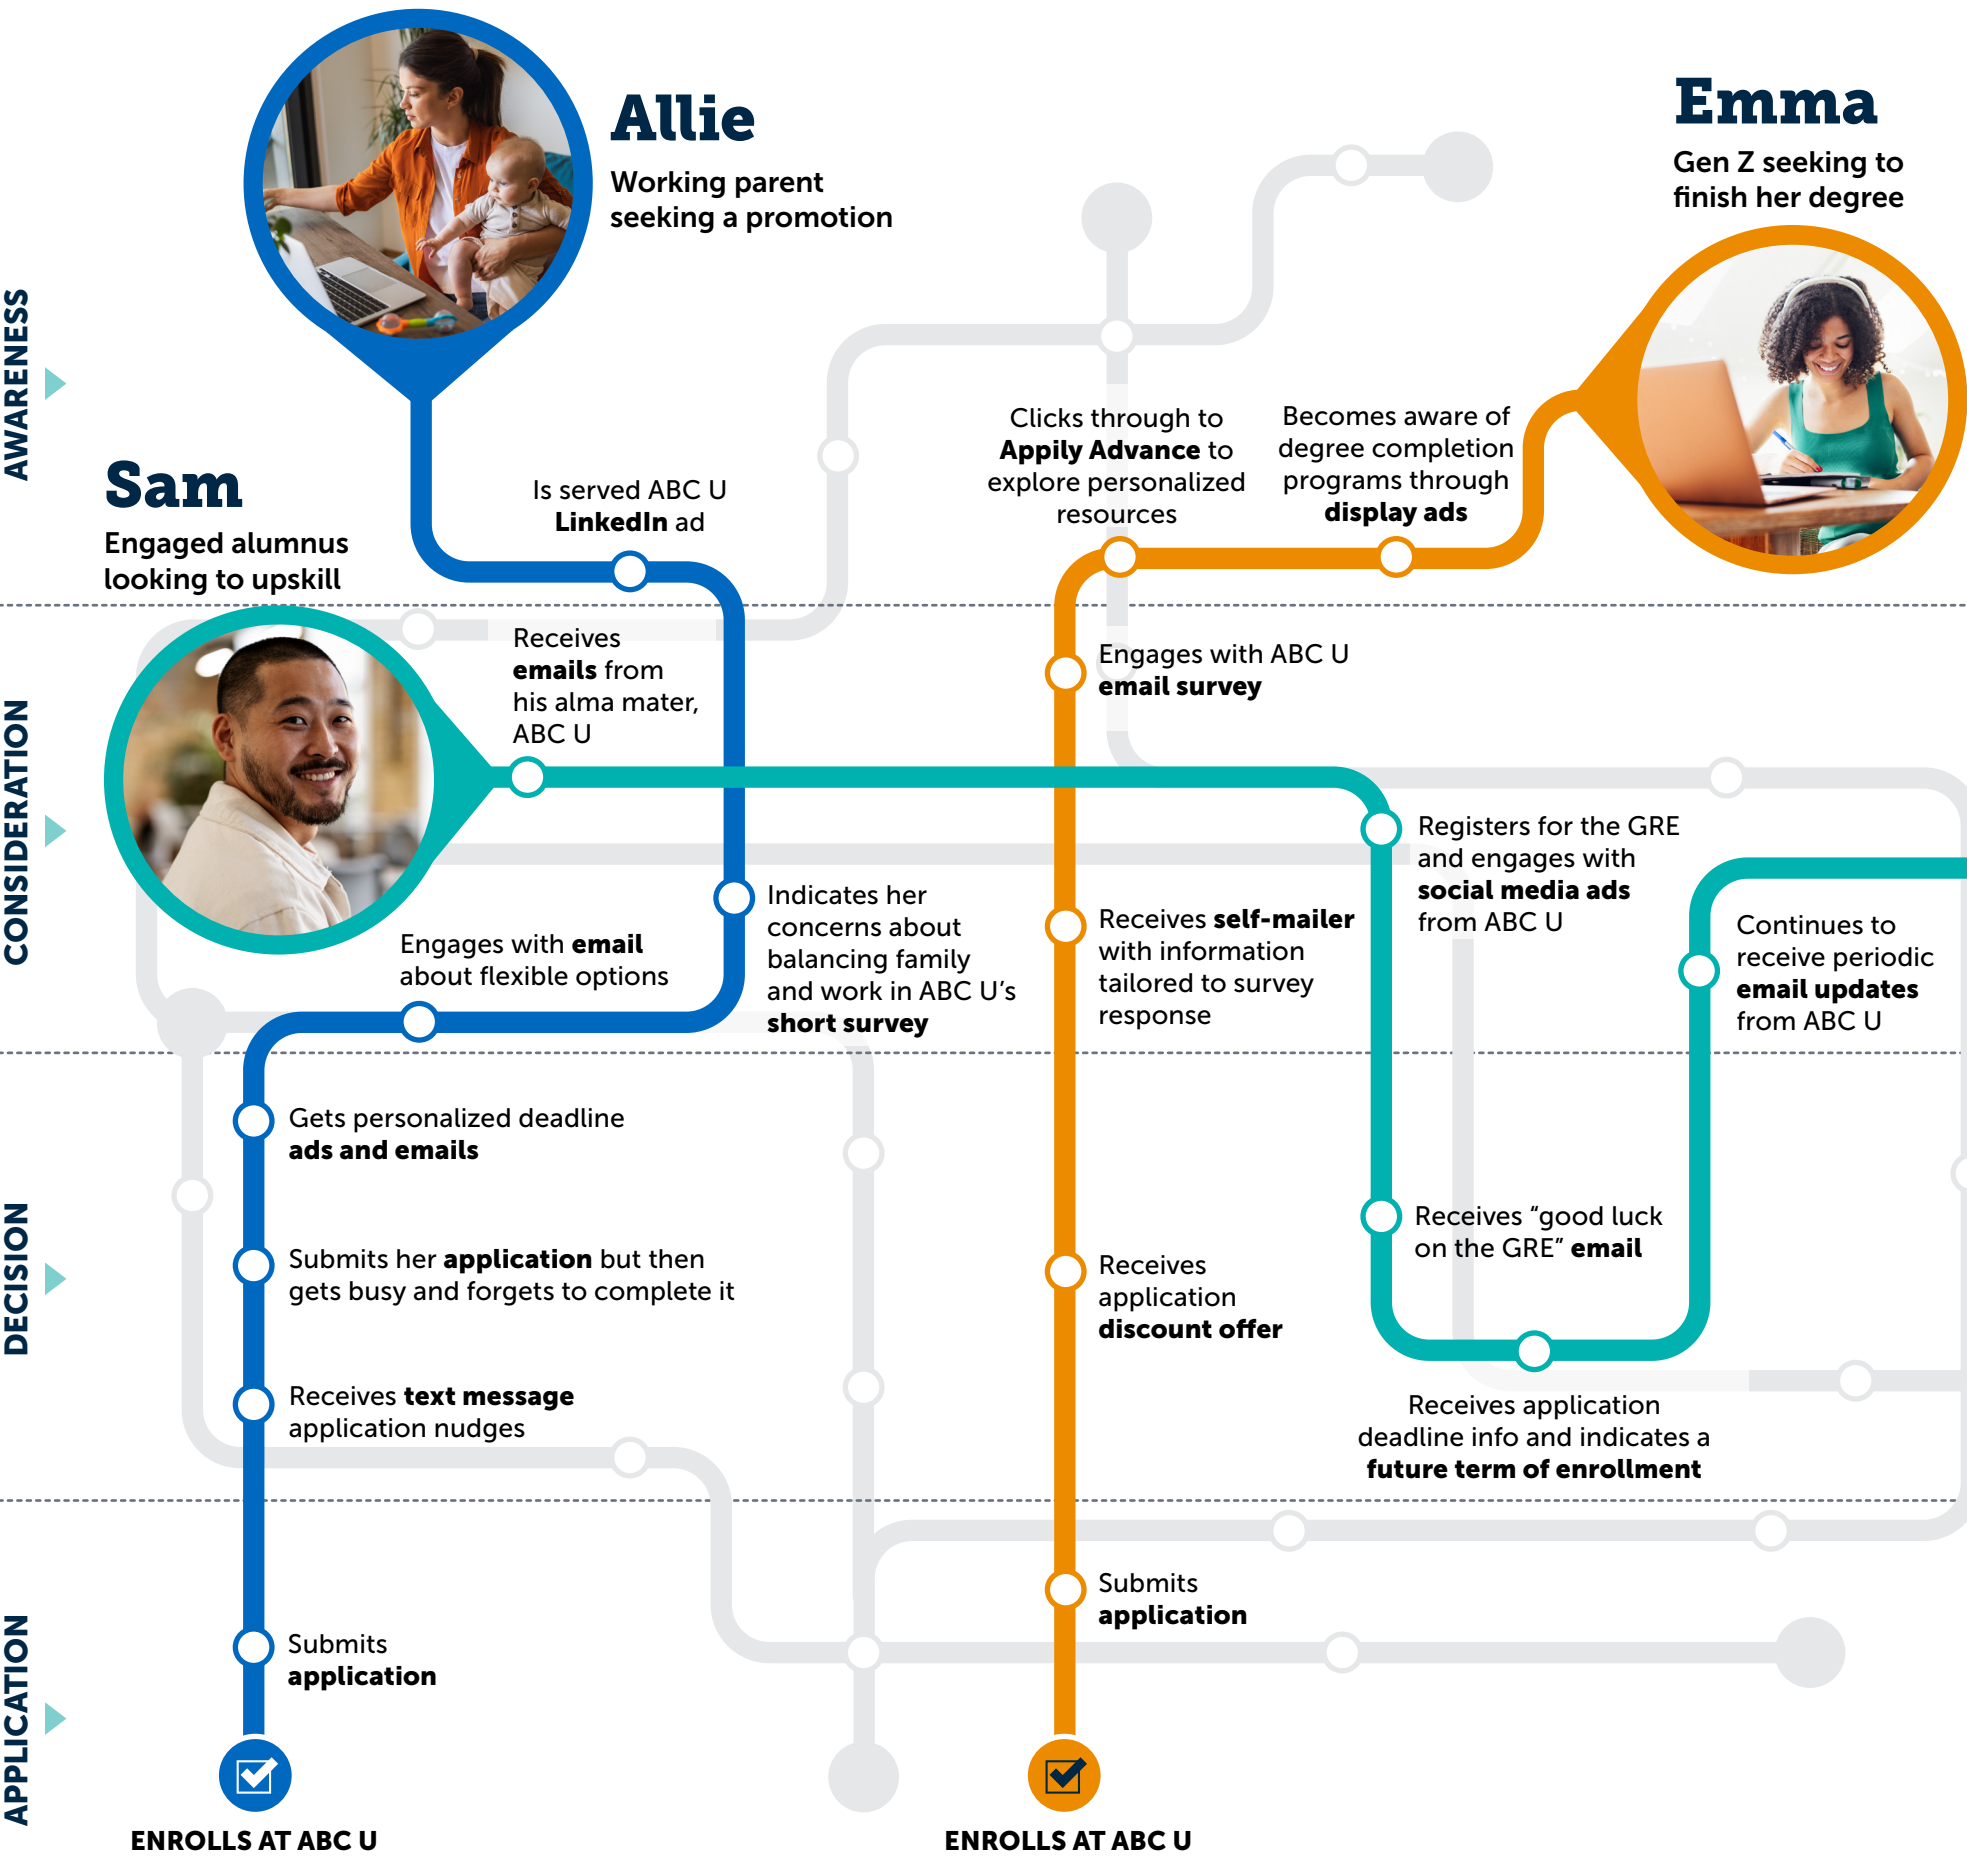 Allie
Working parent
seeking a promotion
Emma
Gen Z seeking to
finish her degree
AWARENESS
Sam
Engaged alumnus
looking to upskill
Is served ABC U
LinkedIn ad
Clicks through to
Appily Advance to
explore personalized
resources
Becomes aware of
degree completion
programs through
display ads
CONSIDERATION
Receives
emails from
his alma mater,
ABC U
Engages with ABC U
email survey
Registers for the GRE
and engages with
social media ads
from ABC U
Indicates her
concerns about
balancing family
and work in ABC U's
short survey
Engages with email
about flexible options
Receives self-mailer
with information
tailored to survey
response
Continues to
receive periodic
email updates
from ABC U
DECISION
Gets personalized deadline
ads and emails
Submits her application but then
gets busy and forgets to complete it
Receives text message
application nudges
Receives
application
discount offer
Receives “good luck
on the GRE” email
Receives application
deadline info and indicates a
future term of enrollment
APPLICATION
Submits
application
Submits
application
ENROLLS AT ABC U
ENROLLS AT ABC U